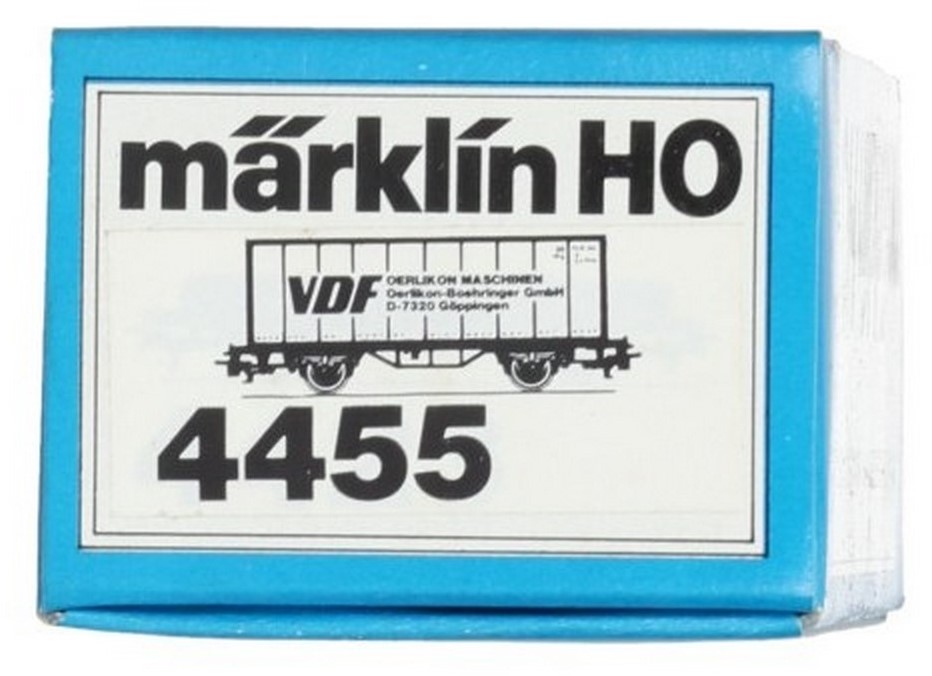 märklin HO
VDF OERLIKON MASCHINEN
Oerlikon-Boehringer GmbH
D-7320 Göppingen
4455